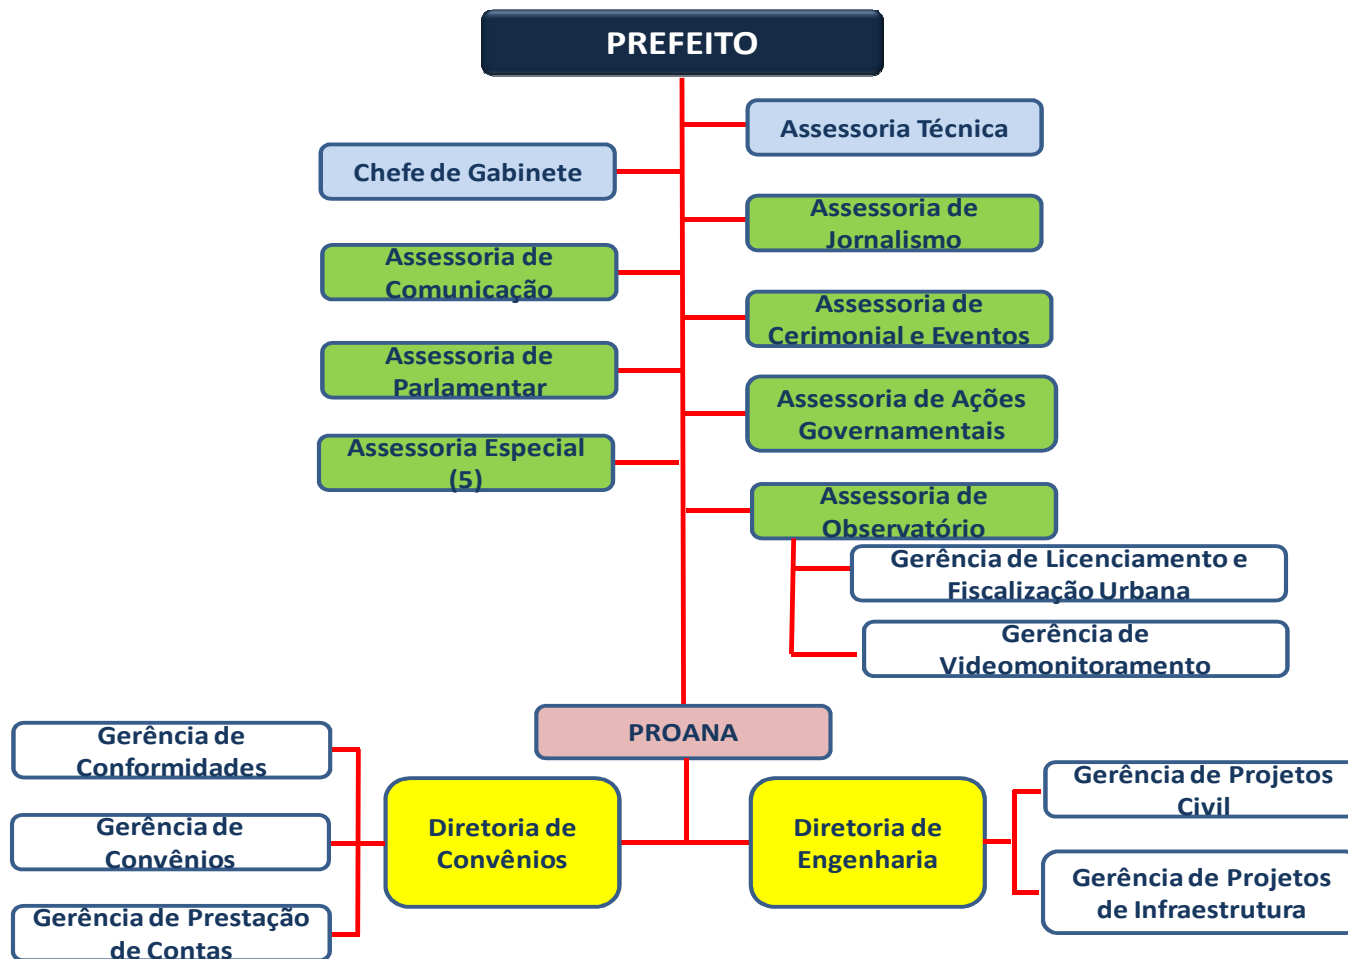 PREFEITO
Assessoria Técnica
Chefe de Gabinete
Assessoria de
Jornalismo
Assessoria de
Comunicação
Assessoria de
Cerimonial e Eventos
Assessoria de
Parlamentar
Assessoria de Ações
Governamentais
Assessoria Especial
(5)
Assessoria de
Observatório
Gerência de Licenciamento e
Fiscalização Urbana
Gerência de
Videomonitoramento
PROANA
Gerência de
Conformidades
Gerência de
Convênios
Gerência de Prestação
de Contas
Diretoria de
Convênios
Diretoria de
Engenharia
Gerência de Projetos
Civil
Gerência de Projetos
de Infraestrutura